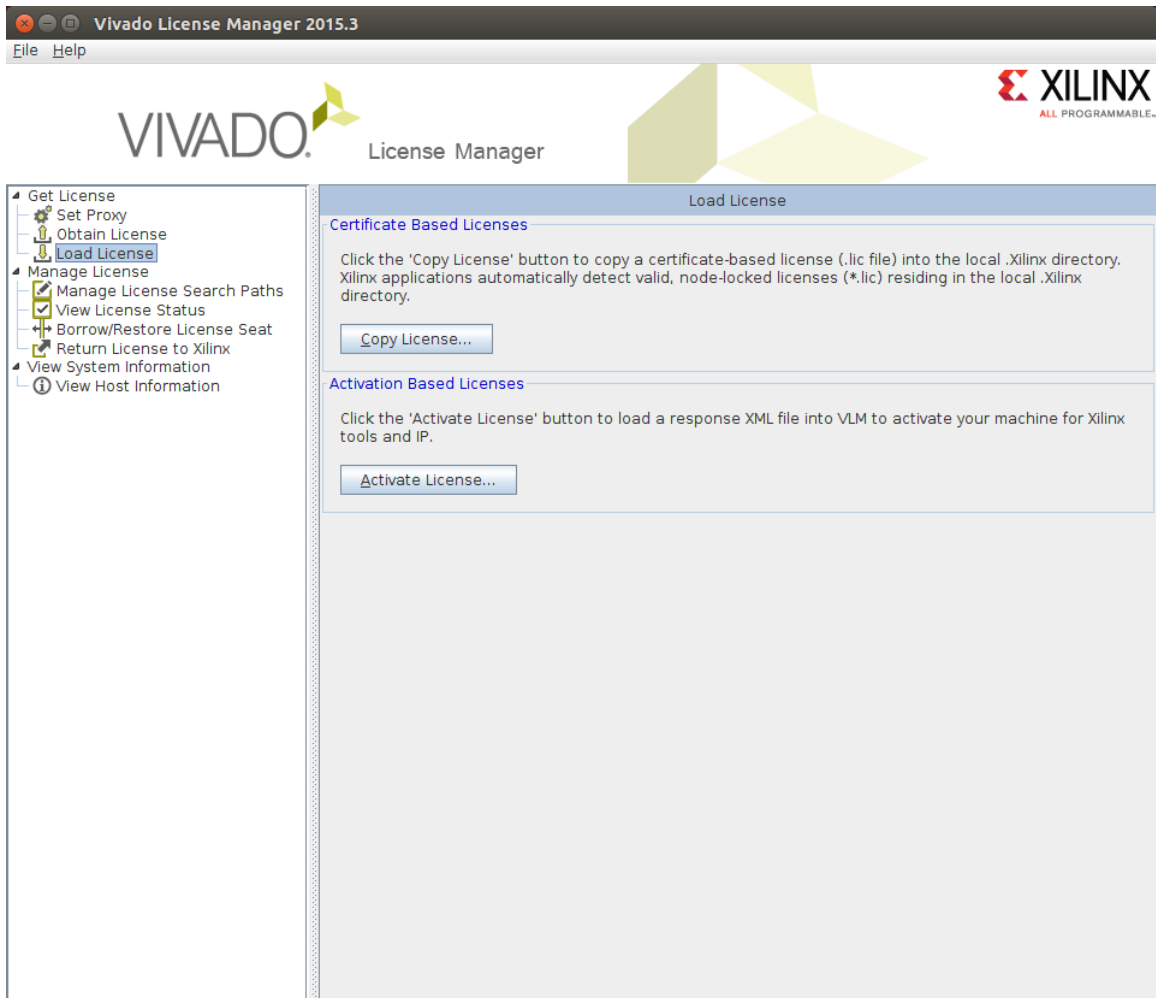 Vivado License Manager 2015.3
File Help
VIVADO.
License Manager
XILINX
ALL PROGRAMMABLE™
Get License
Set Proxy
Obtain License
Load License
Manage License
Manage License Search Paths
View License Status
Borrow/Restore License Seat
Return License to Xilinx
View System Information
View Host Information
Load License
Certificate Based Licenses
Click the 'Copy License' button to copy a certificate-based license (.lic file) into the local .Xilinx directory.
Xilinx applications automatically detect valid, node-locked licenses (*.lic) residing in the local .Xilinx
directory.
Copy License...
Activation Based Licenses
Click the 'Activate License' button to load a response XML file into VLM to activate your machine for Xilinx
tools and IP.
Activate License...